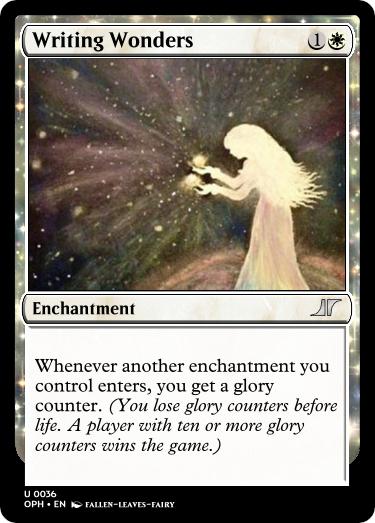 Writing Wonders 1
Enchantment
Whenever another enchantment you
control enters, you get a glory
counter. (You lose glory counters before
life. A player with ten or more glory
counters wins the game.)
U 0036
OPH • EN FALLEN-LEAVES-FAIRY